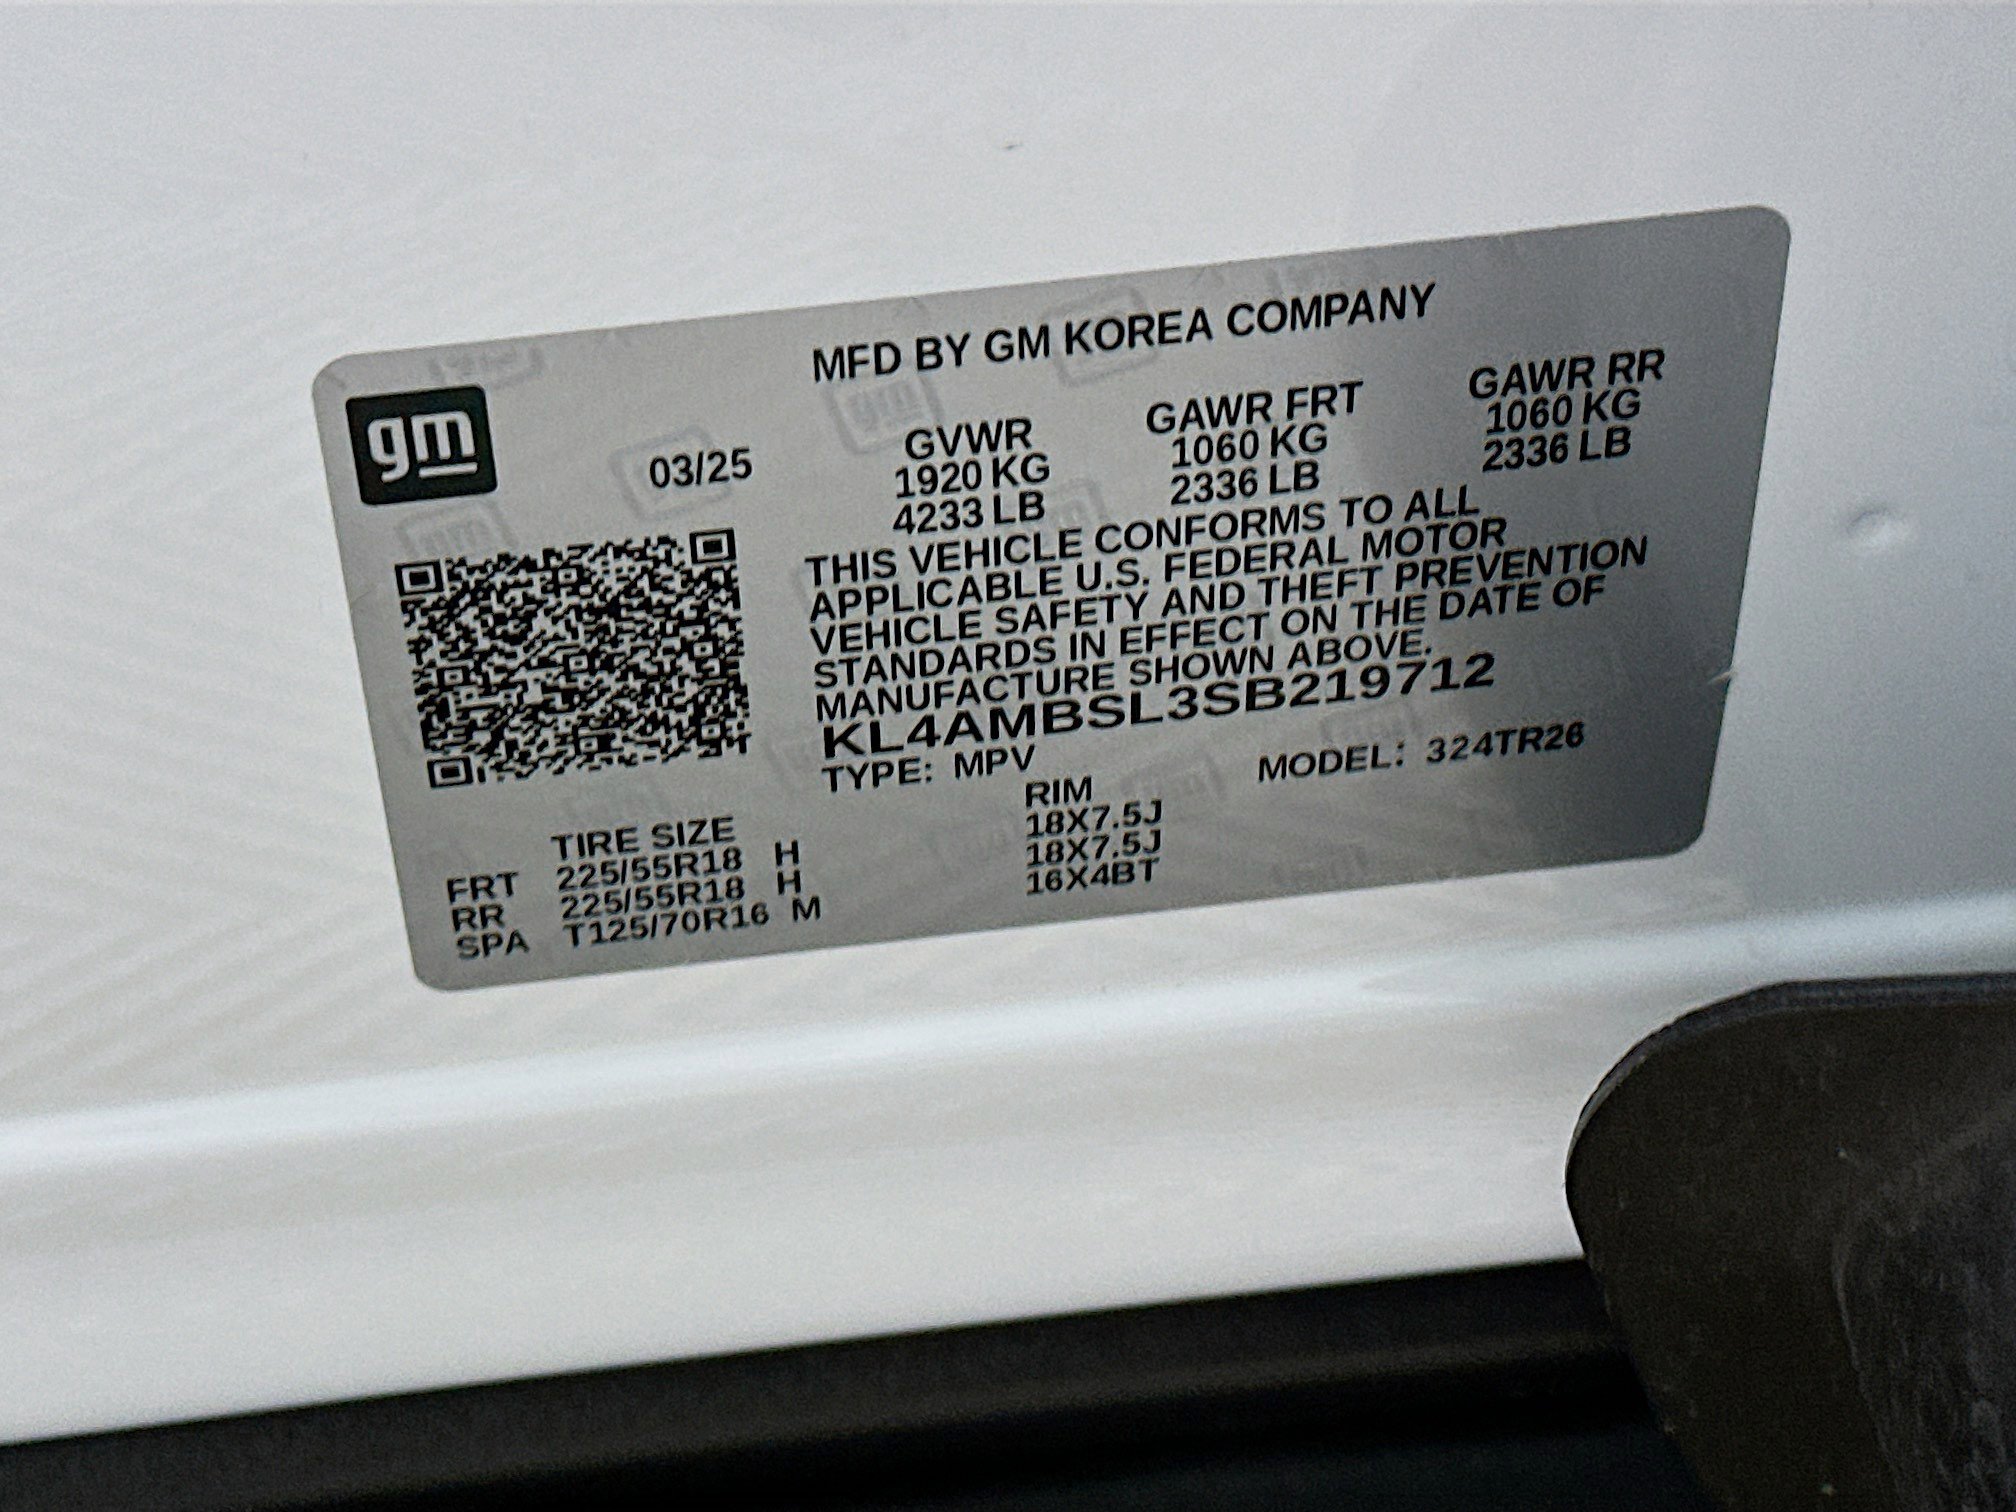 MFD BY GM KOREA COMPANY
gm
03/25
GVWR GAWR FRT GAWR RR
1920 KG 1060 KG 1060 KG
4233 LB 2336 LB 2336 LB
THIS VEHICLE CONFORMS TO ALL
APPLICABLE U.S. FEDERAL MOTOR
VEHICLE SAFETY AND THEFT PREVENTION
STANDARDS IN EFFECT ON THE DATE OF
MANUFACTURE SHOWN ABOVE.
KL4AMBSL3SB219712
TYPE: MPV MODEL: 324TR26
TIRE SIZE RIM
FRT 225/55R18 H 18X7.5J
RR 225/55R18 H 18X7.5J
SPA T125/70R16 M 16X4BT